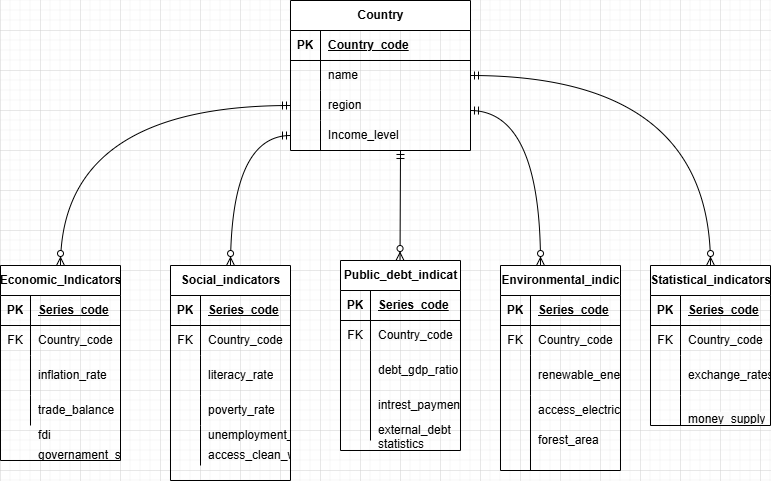 Country
PK Country_code
name
region
Income_level
Economic_Indicators
PK Series_code
FK Country_code
inflation_rate
trade_balance
fdi
governament_s
Social_indicators
PK Series_code
FK Country_code
literacy_rate
poverty_rate
unemployment_
access_clean_w
Public_debt_indicat
PK Series_code
FK Country_code
debt_gdp_ratio
intrest_paymen
external_debt
statistics
Environmental_indic
PK Series_code
FK Country_code
renewable_ene
access_electric
forest_area
Statistical_indicators
PK Series_code
FK Country_code
exchange_rates
money_supply_